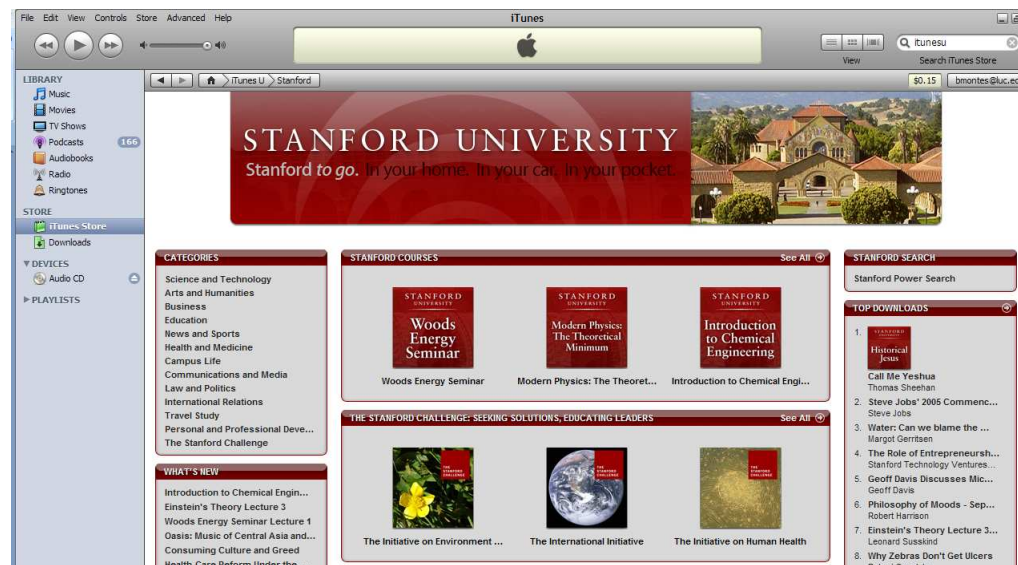 File Edit View Controls Store Advanced Help
iTunes
itunesu
View
Search iTunes Store
LIBRARY
Music
Movies
TV Shows
Podcasts 166
Audiobooks
Radio
Ringtones
STORE
iTunes Store
Downloads
DEVICES
Audio CD
PLAYLISTS
iTunes U Stanford
$0.15 bmontes@luc.ec
STANFORD UNIVERSITY
Stanford to go. In your home. In your car. In your pocket.
CATEGORIES
Science and Technology
Arts and Humanities
Business
Education
News and Sports
Health and Medicine
Campus Life
Communications and Media
Law and Politics
International Relations
Travel Study
Personal and Professional Deve...
The Stanford Challenge
WHAT'S NEW
Introduction to Chemical Engin...
Einstein's Theory Lecture 3
Woods Energy Seminar Lecture 1
Oasis: Music of Central Asia and...
Consuming Culture and Greed
Health Care Reform Under the
STANFORD COURSES See All
STANFORD
UNIVERSITY
Woods
Energy
Seminar
Woods Energy Seminar
STANFORD
UNIVERSITY
Modern Physics:
The Theoretical
Minimum
Modern Physics: The Theoret...
STANFORD
UNIVERSITY
Introduction
to Chemical
Engineering
Introduction to Chemical Engi...
THE STANFORD CHALLENGE: SEEKING SOLUTIONS, EDUCATING LEADERS See All
THE
STANFORD
CHALLENGE
The Initiative on Environment ...
THE
STANFORD
CHALLENGE
The International Initiative
THE
STANFORD
CHALLENGE
The Initiative on Human Health
STANFORD SEARCH
Stanford Power Search
TOP DOWNLOADS
1.
STANFORD
Historical
Jesus
Call Me Yeshua
Thomas Sheehan
2. Steve Jobs' 2005 Commenc...
Steve Jobs
3. Water: Can we blame the ...
Margot Gerritsen
4. The Role of Entrepreneursh...
Stanford Technology Ventures...
5. Geoff Davis Discusses Mic...
Geoff Davis
6. Philosophy of Moods - Sep...
Robert Harrison
7. Einstein's Theory Lecture 3...
Leonard Susskind
8. Why Zebras Don't Get Ulcers